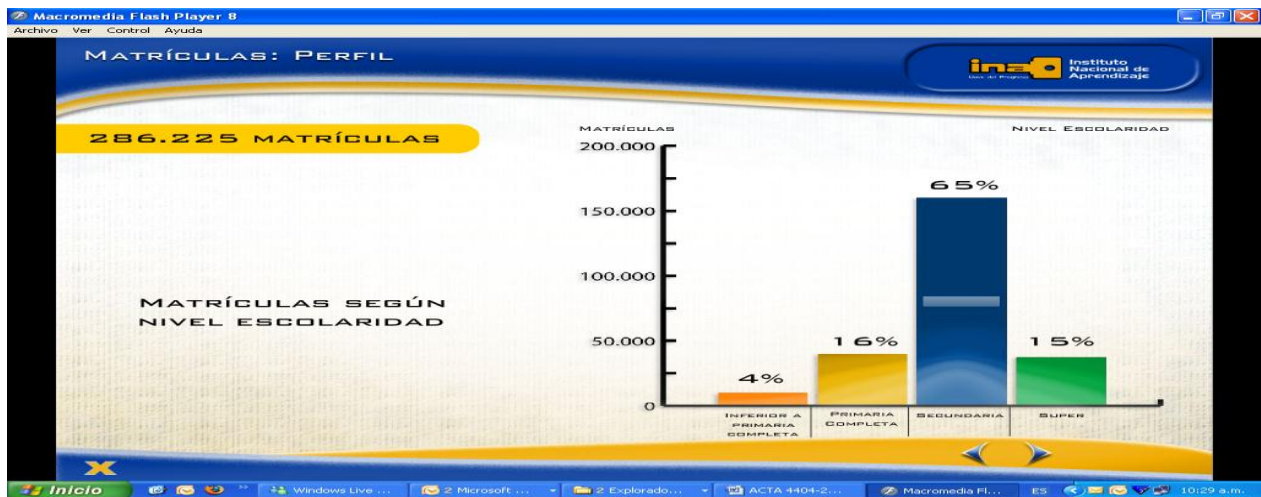 Macromedia Flash Player 8
Archivo Ver Control Ayuda
MATRÍCULAS: PERFIL
ina
Instituto
Nacional de
Aprendizaje
286.225 MATRÍCULAS
MATRÍCULAS SEGÚN
NIVEL ESCOLARIDAD
MATRÍCULAS
NIVEL ESCOLARIDAD
200.000
150.000
100.000
50.000
0
4%
16%
65%
15%
INFERIOR A
PRIMARIA
COMPLETA
PRIMARIA
COMPLETA
SECUNDARIA
SUPER
X
Inicio
Windows Live ...
2 Microsoft ...
2 Explorado...
ACTA 4404-2...
Macromedia Fl...
ES
10:29 a.m.